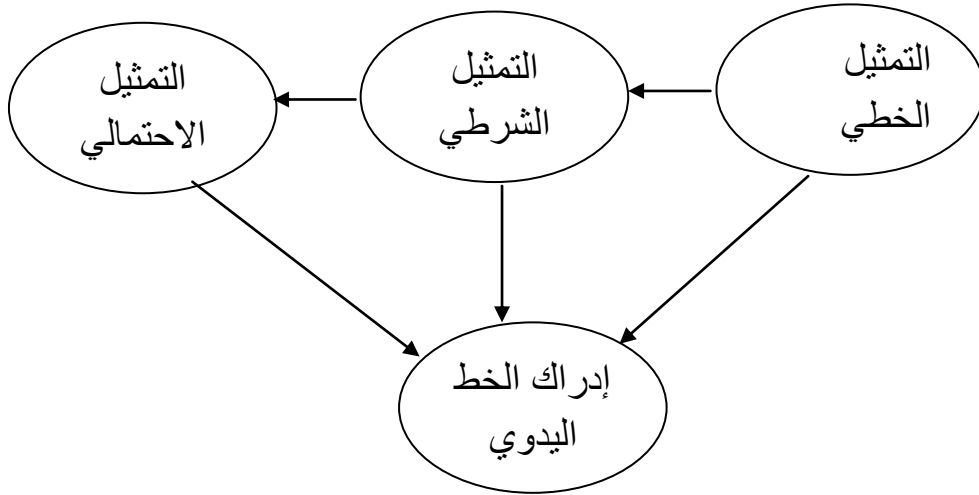 التمثيل
الخطي
التمثيل
الشرطي
التمثيل
الاحتمالي
إدراك الخط
اليدوي